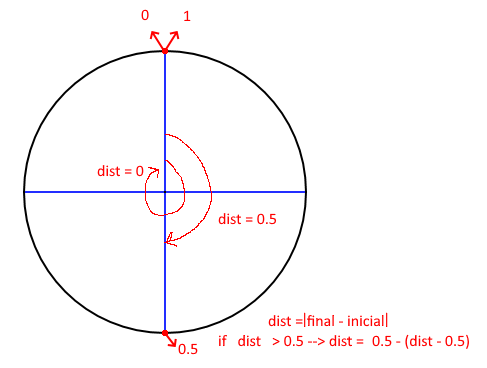 0 1
dist = 0
dist = 0.5
dist =|final - inicial|
if dist > 0.5 --> dist = 0.5 - (dist - 0.5)
0.5